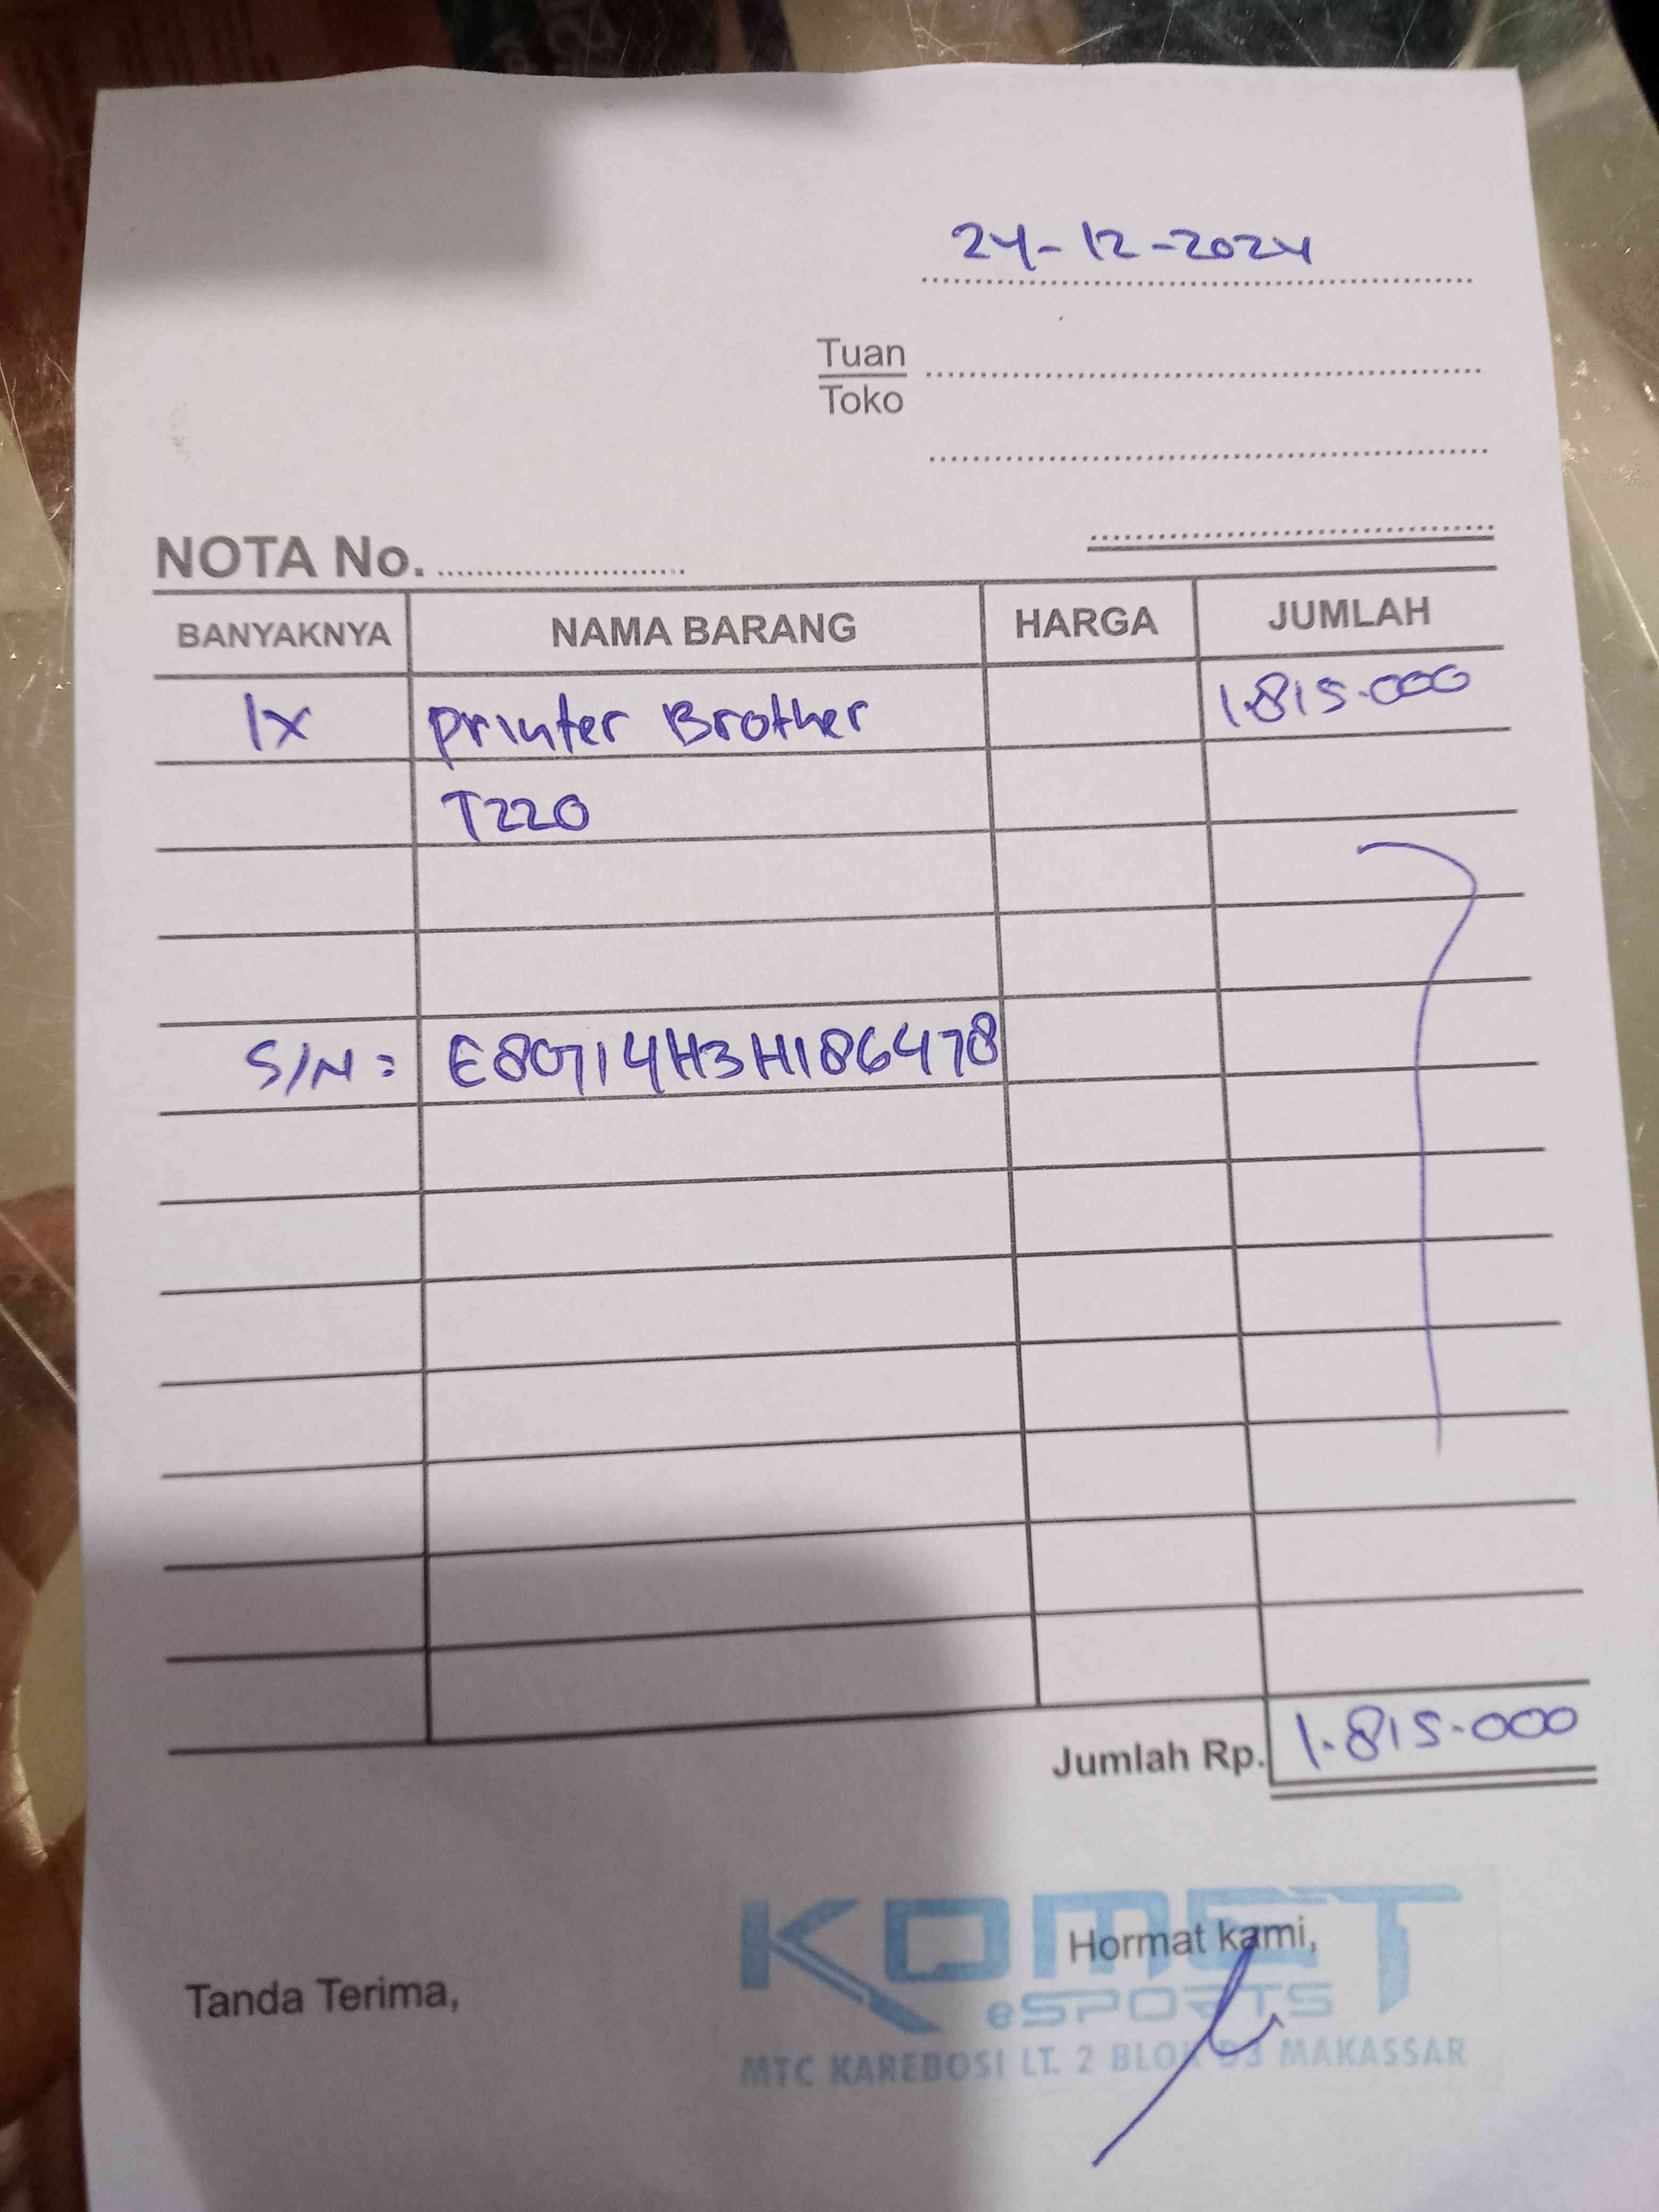 24-12-2024
Tuan
Toko
NOTA No.
BANYAKNYA NAMA BARANG HARGA JUMLAH
1x printer Brother 1.815.000
T220
S/N: E80714H3H186478
Jumlah Rp. 1.815.000
Tanda Terima,
Hormat kami,
KOMET
eSPORTS
MTC KAREBOSI LT. 2 BLOK D3 MAKASSAR